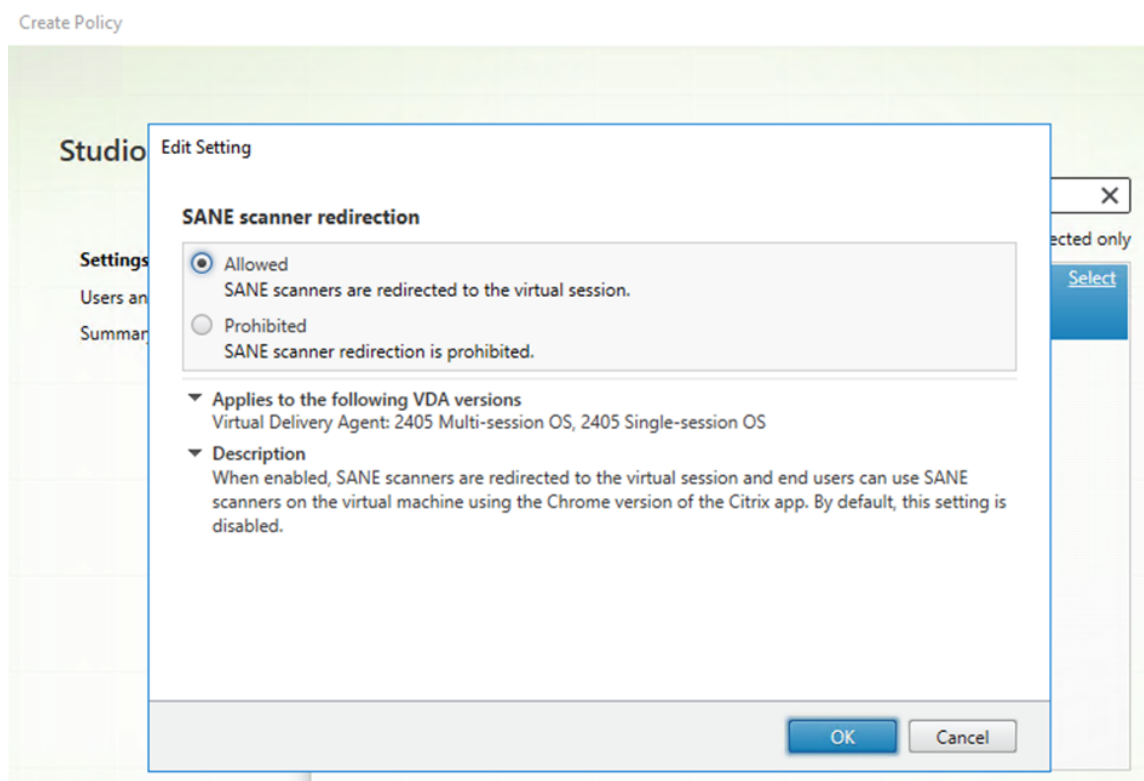 Create Policy
Studio
Edit Setting
SANE scanner redirection
Settings
ected only
Allowed
Select
SANE scanners are redirected to the virtual session.
Users an
Prohibited
Summar
SANE scanner redirection is prohibited.
Applies to the following VDA versions
Virtual Delivery Agent: 2405 Multi-session OS, 2405 Single-session OS
Description
When enabled, SANE scanners are redirected to the virtual session and end users can use SANE
scanners on the virtual machine using the Chrome version of the Citrix app. By default, this setting is
disabled.
OK
Cancel